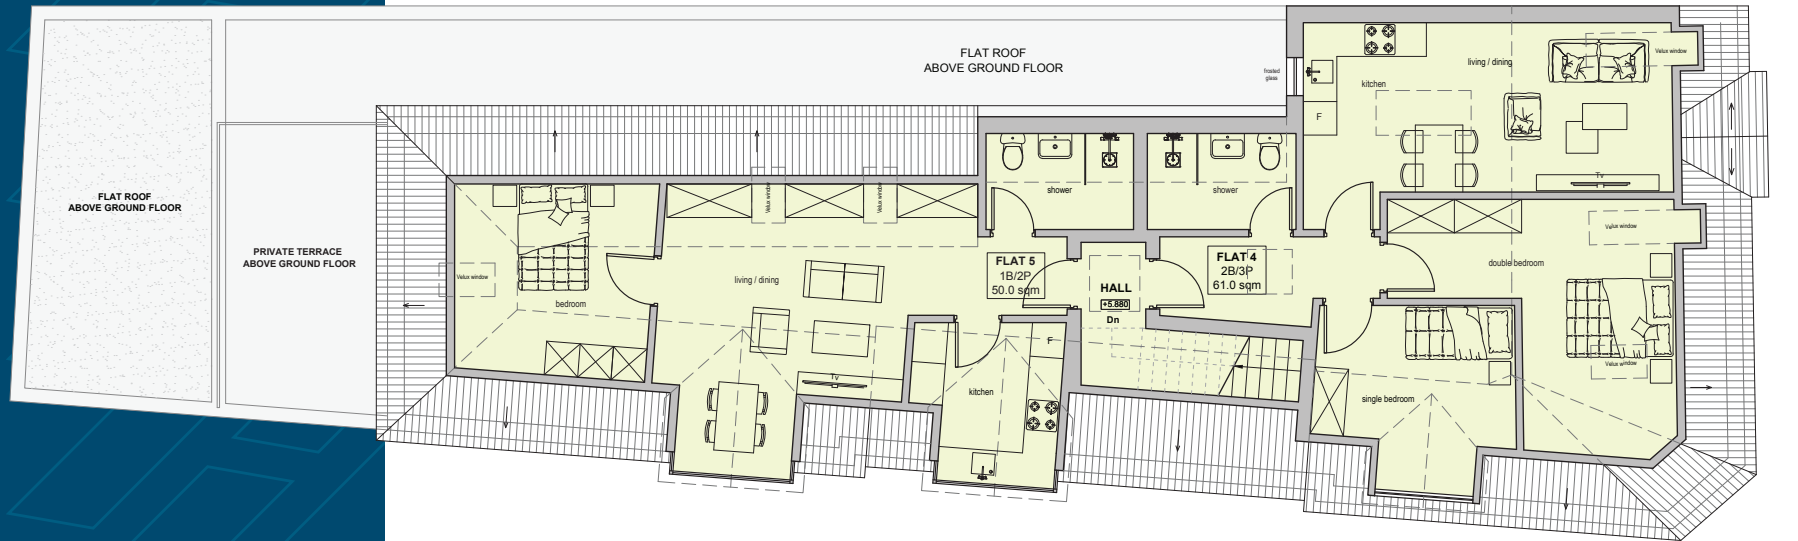 FLAT ROOF
ABOVE GROUND FLOOR
PRIVATE TERRACE
ABOVE GROUND FLOOR
FLAT ROOF
ABOVE GROUND FLOOR
Velux window
bedroom
living / dining
Velux window
Velux window
Tv
kitchen
F
shower
FLAT 5
1B/2P
50.0 sqm
HALL
+5.880
Dn
shower
FLAT 4
2B/3P
61.0 sqm
frosted
glass
kitchen
F
living / dining
Velux window
Tv
double bedroom
Velux window
Velux window
single bedroom